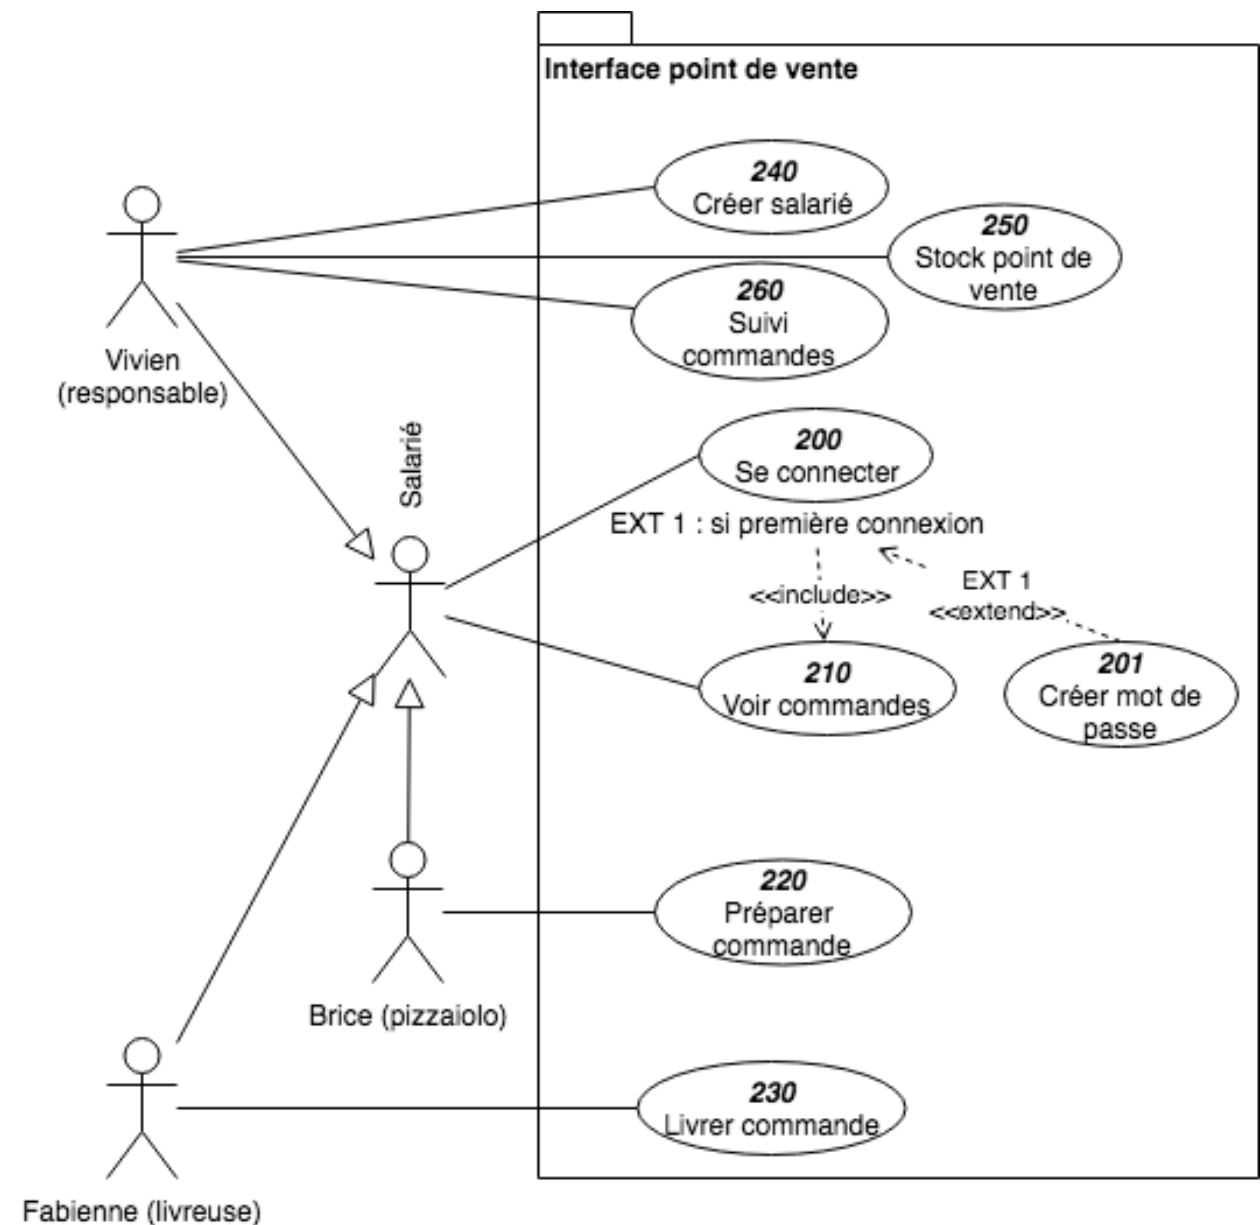 Interface point de vente
240
Créer salarié
250
Stock point de
vente
260
Suivi
commandes
Vivien
(responsable)
Salarié
200
Se connecter
EXT 1 : si première connexion
<<include>>
EXT 1
<<extend>>
210
Voir commandes
201
Créer mot de
passe
220
Préparer
commande
Brice (pizzaiolo)
230
Livrer commande
Fabienne (livreuse)